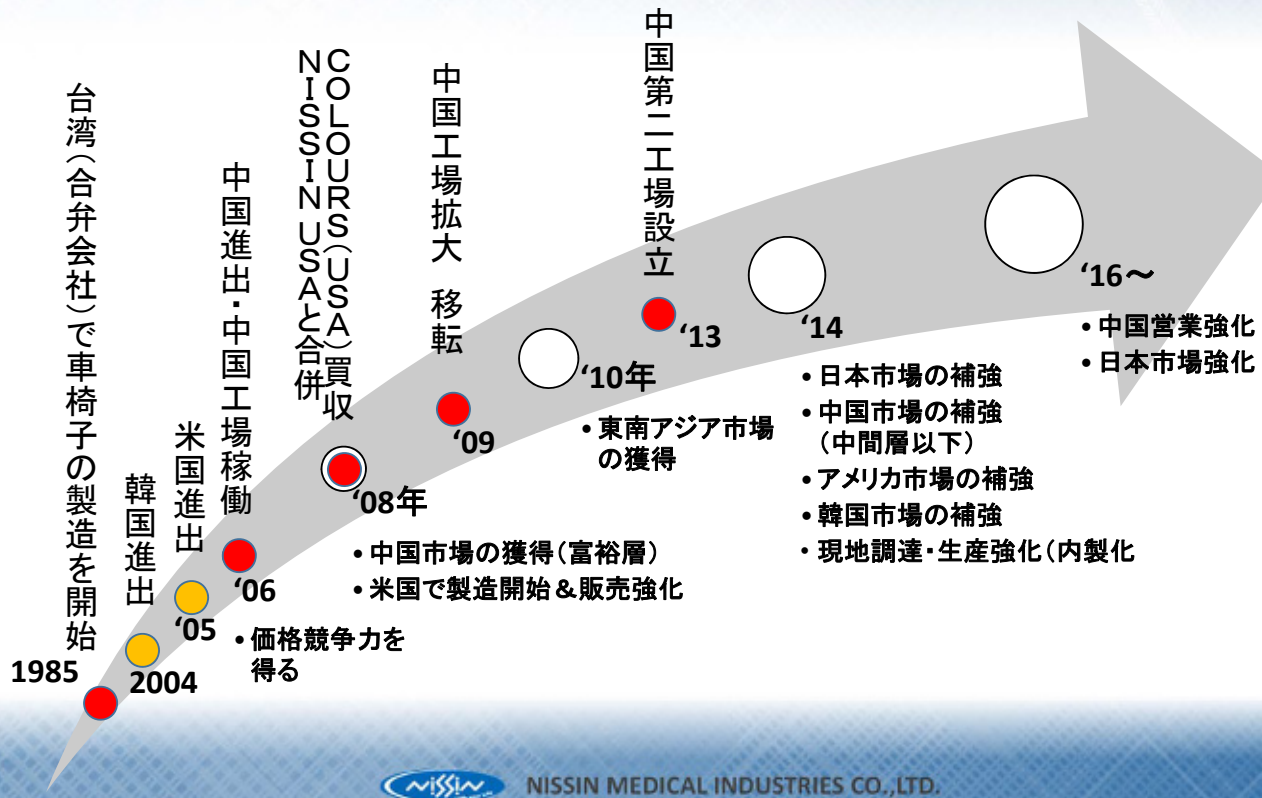 台湾（合弁会社）で車椅子の製造を開始
1985
韓国進出
2004
米国進出
‘05
中国進出・中国工場稼働
‘06
• 価格競争力を
得る
COLOURS（USA）買収
NISSIN USAと合併
‘08年
• 中国市場の獲得（富裕層）
• 米国で製造開始＆販売強化
中国工場拡大　移転
‘09
‘10年
• 東南アジア市場
の獲得
中国第二工場設立
‘13
‘14
• 日本市場の補強
• 中国市場の補強
（中間層以下）
• アメリカ市場の補強
• 韓国市場の補強
• 現地調達・生産強化（内製化
‘16～
• 中国営業強化
• 日本市場強化
NISSIN
NISSIN MEDICAL INDUSTRIES CO.,LTD.